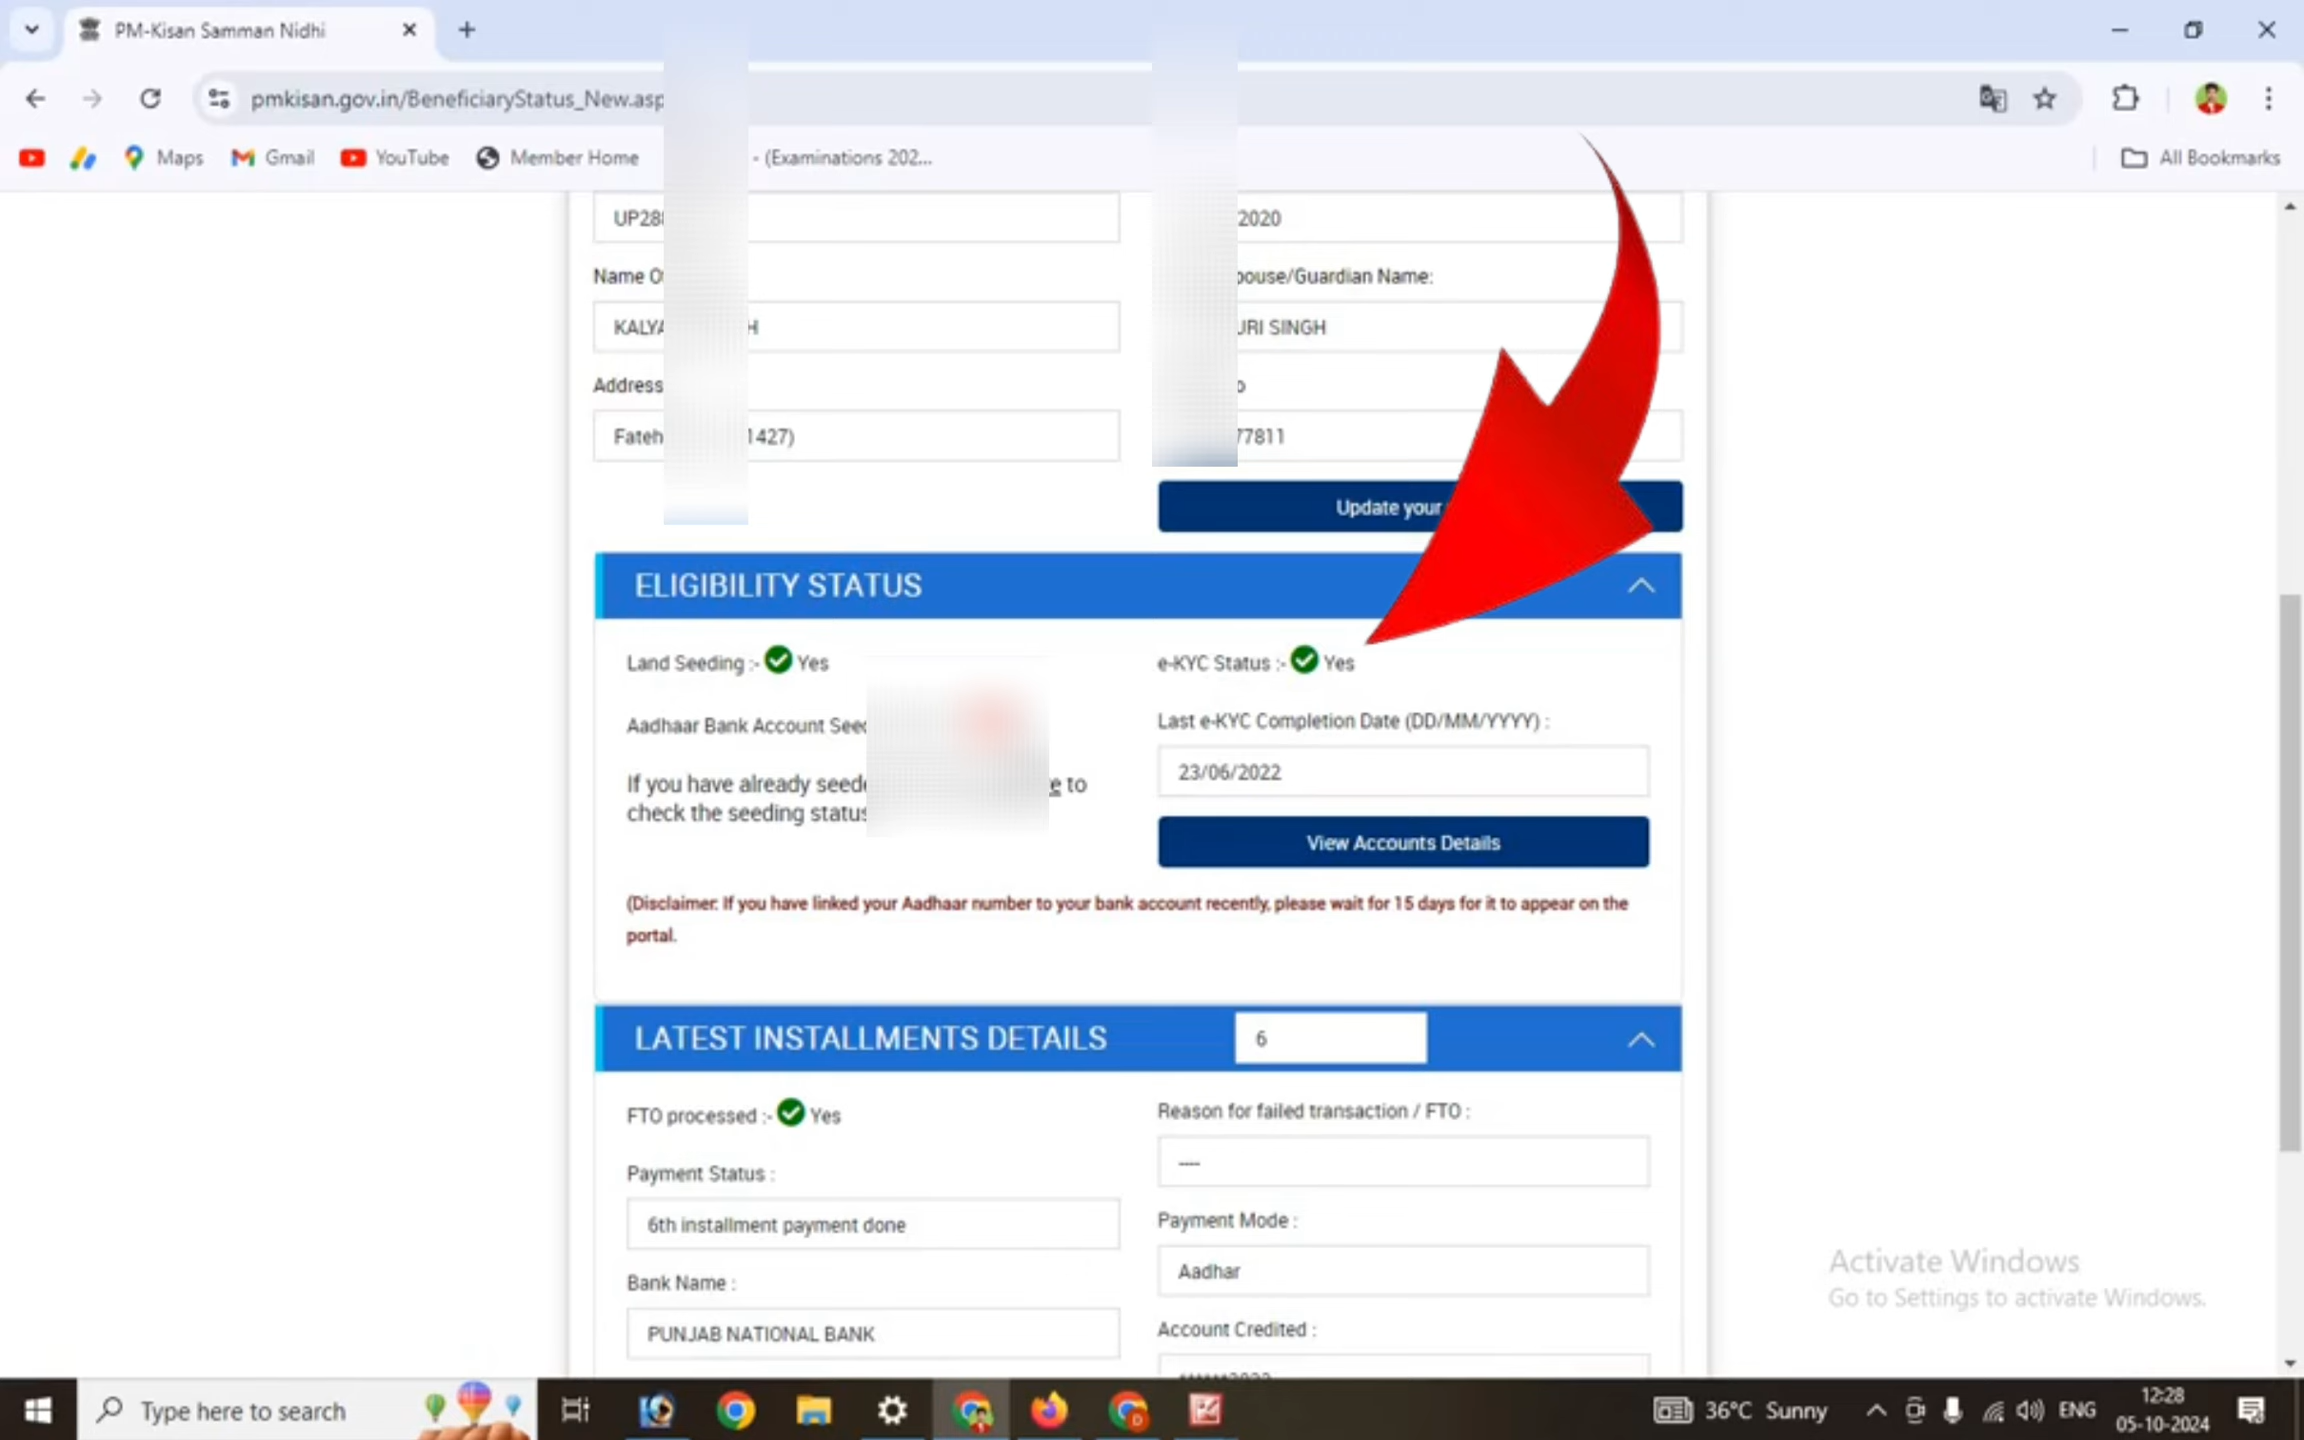 PM-Kisan Samman Nidhi
pmkisan.gov.in/BeneficiaryStatus_New.asp
Maps Gmail YouTube Member Home - (Examinations 202... All Bookmarks
UP28 2020
Name O ouse/Guardian Name:
KALYA H URI SINGH
Address o
Fateh 1427) 77811
Update your
ELIGIBILITY STATUS
Land Seeding :- Yes e-KYC Status :- Yes
Aadhaar Bank Account Seed Last e-KYC Completion Date (DD/MM/YYYY) :
23/06/2022
If you have already seede e to
check the seeding status
View Accounts Details
(Disclaimer: If you have linked your Aadhaar number to your bank account recently, please wait for 15 days for it to appear on the
portal.
LATEST INSTALLMENTS DETAILS 6
FTO processed :- Yes Reason for failed transaction / FTO :
----
Payment Status :
6th installment payment done Payment Mode :
Aadhar
Bank Name :
PUNJAB NATIONAL BANK Account Credited :
Activate Windows
Go to Settings to activate Windows.
Type here to search 36°C Sunny ENG 12:28
05-10-2024